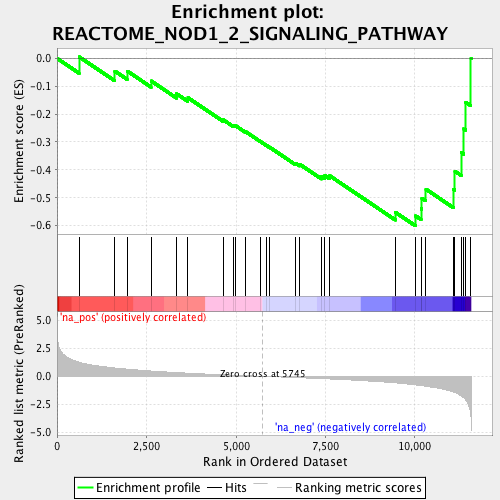 Enrichment plot:
REACTOME_NOD1_2_SIGNALING_PATHWAY
Enrichment score (ES)
0.0
-0.1
-0.2
-0.3
-0.4
-0.5
-0.6
'na_pos' (positively correlated)
Ranked list metric (PreRanked)
5.0
2.5
0.0
-2.5
-5.0
Zero cross at 5745
'na_neg' (negatively correlated)
0 2,500 5,000 7,500 10,000
Rank in Ordered Dataset
Enrichment profile Hits Ranking metric scores